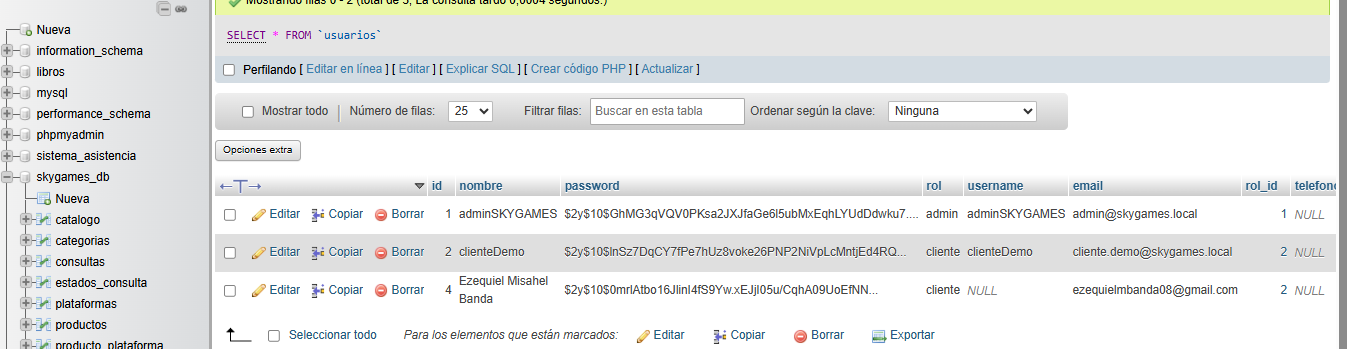 Mostrando filas 0 - 2 (total de 3, La consulta tardó 0,0004 segundos.)
SELECT * FROM `usuarios`
Perfilando [ Editar en línea ] [ Editar ] [ Explicar SQL ] [ Crear código PHP ] [ Actualizar ]
Mostrar todo Número de filas: 25 Filtrar filas: Buscar en esta tabla Ordenar según la clave: Ninguna
Opciones extra
Nueva
information_schema
libros
mysql
performance_schema
phpmyadmin
sistema_asistencia
skygames_db
Nueva
catalogo
categorias
consultas
estados_consulta
plataformas
productos
producto_plataforma
id nombre password rol username email rol_id telefono
Editar Copiar Borrar 1 adminSKYGAMES $2y$10$GhMG3qVQV0PKsa2JXJfaGe6l5ubMxEqhLYUdDdwku7.... admin adminSKYGAMES admin@skygames.local 1 NULL
Editar Copiar Borrar 2 clienteDemo $2y$10$lnSz7DqCY7fPe7hUz8voke26PNP2NiVpLcMntjEd4RQ... cliente clienteDemo cliente.demo@skygames.local 2 NULL
Editar Copiar Borrar 4 Ezequiel Misahel Banda $2y$10$0mrlAtbo16JlinI4fS9Yw.xEJjI05u/CqhA09UoEfNN... cliente NULL ezequielmbanda08@gmail.com 2 NULL
Seleccionar todo Para los elementos que están marcados: Editar Copiar Borrar Exportar